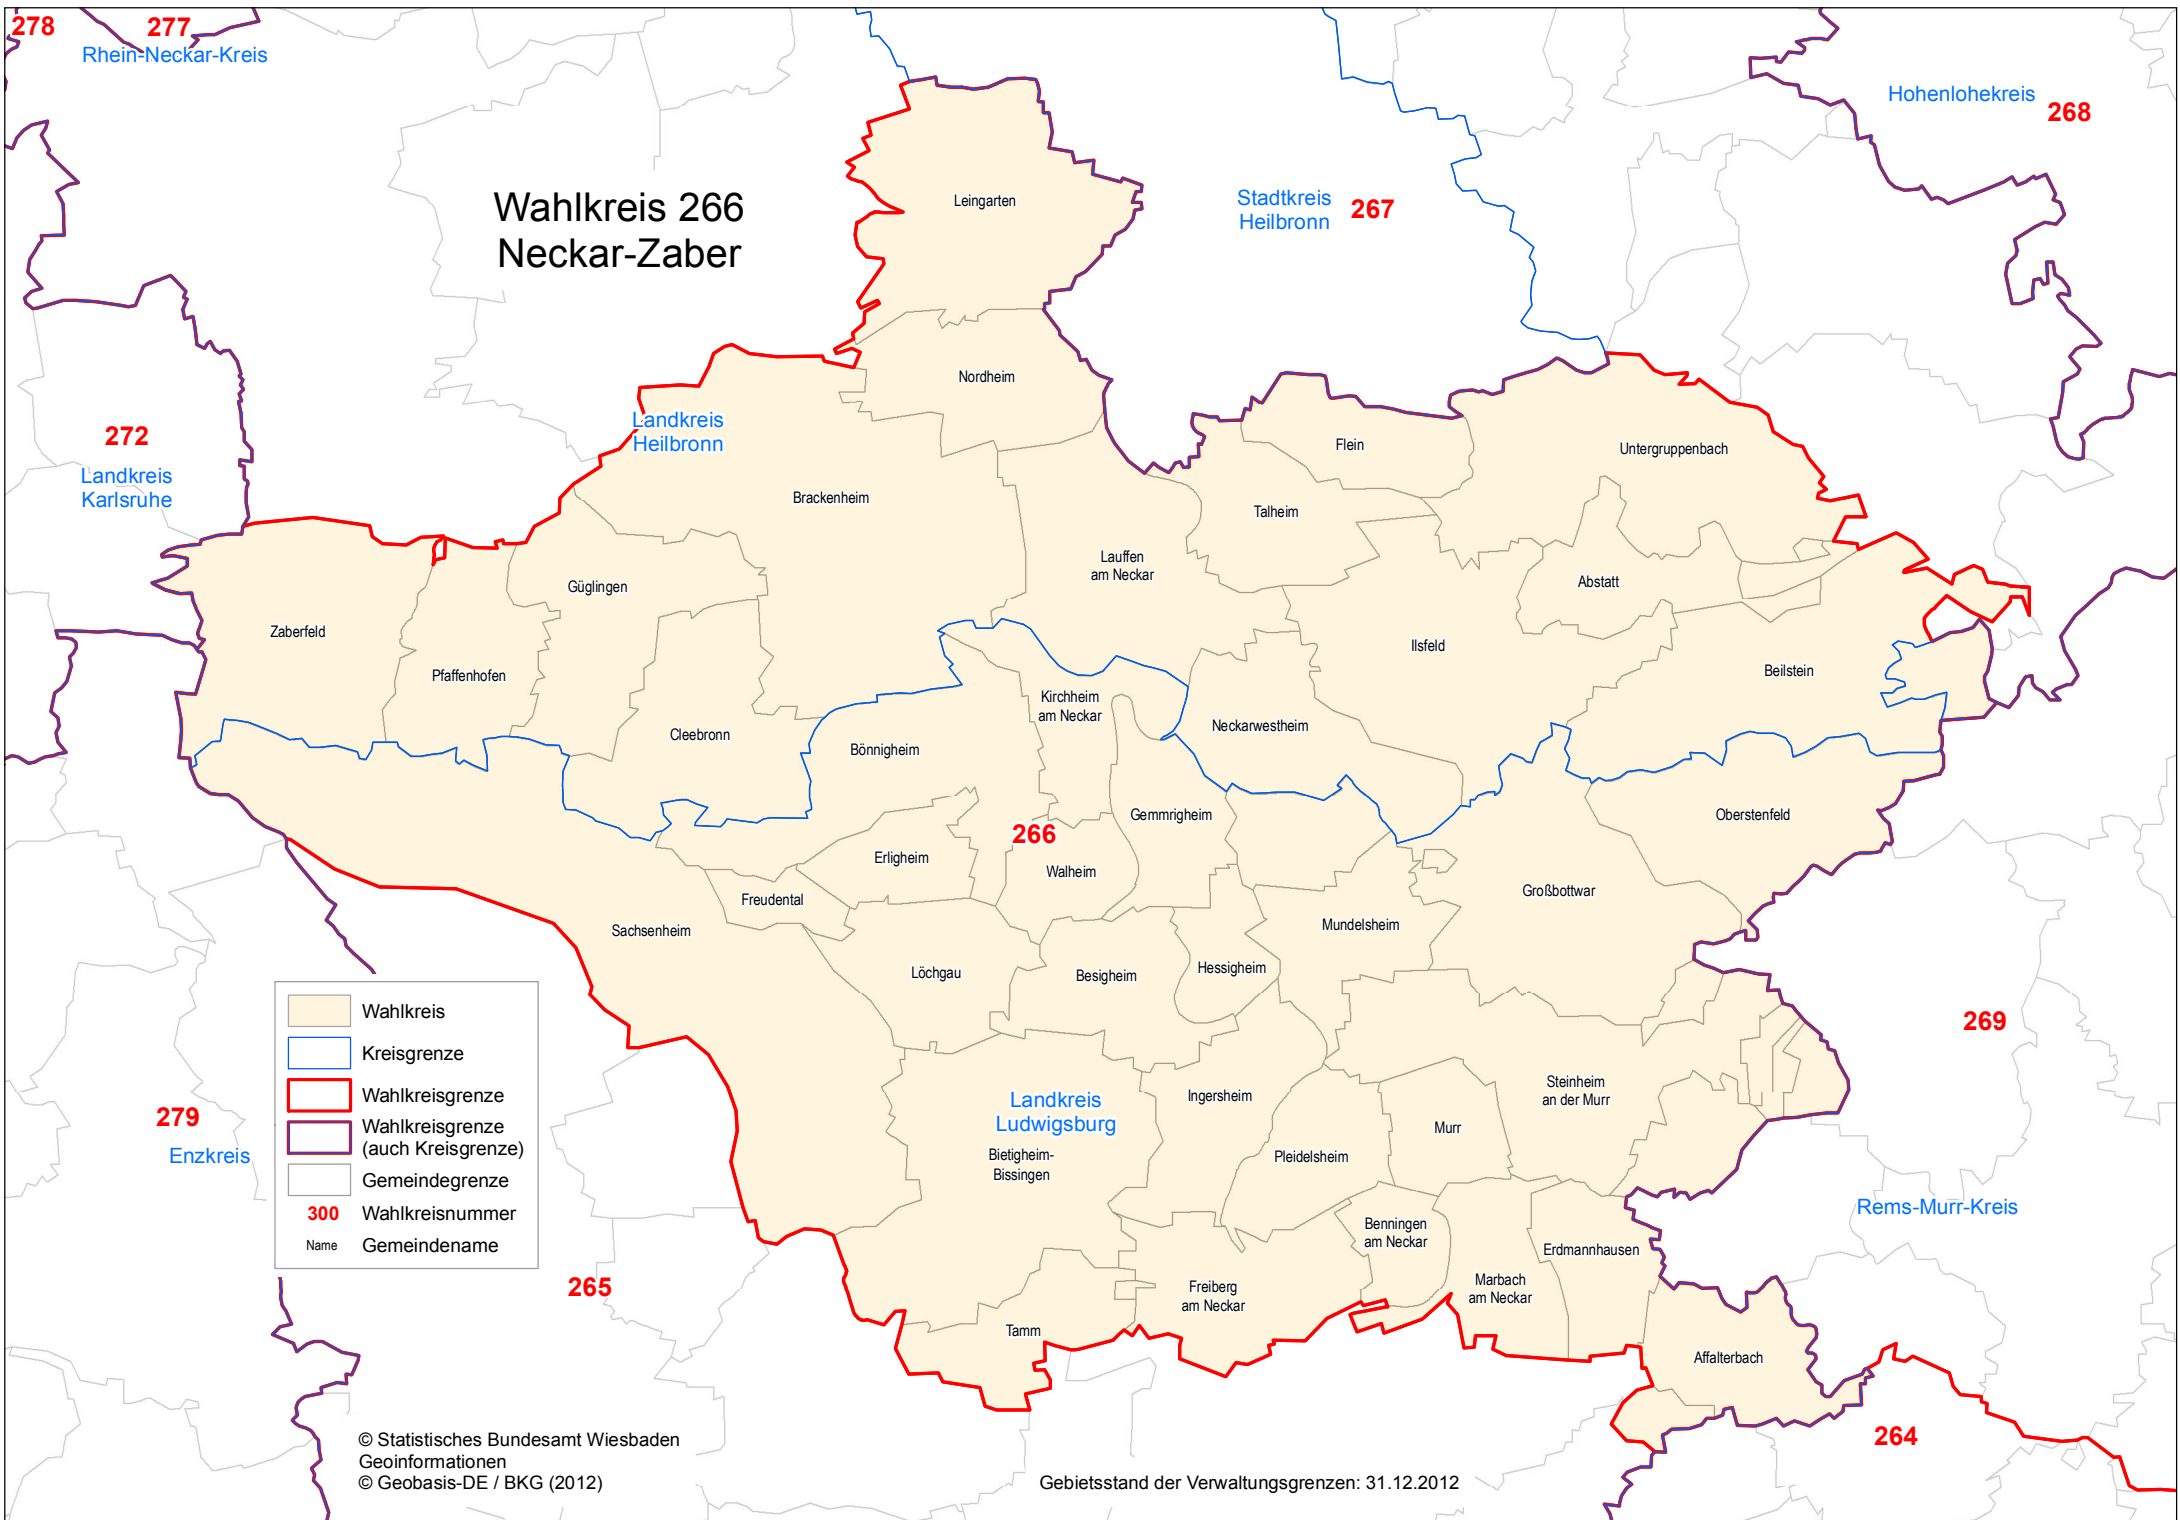 278
277
Rhein-Neckar-Kreis
Hohenlohekreis
268
Wahlkreis 266
Neckar-Zaber
Leingarten
Stadtkreis
Heilbronn
267
Nordheim
Landkreis
Heilbronn
272
Landkreis
Karlsruhe
Flein
Untergruppenbach
Brackenheim
Talheim
Lauffen
am Neckar
Abstatt
Güglingen
Zaberfeld
Pfaffenhofen
Ilsfeld
Beilstein
Kirchheim
am Neckar
Neckarwestheim
Cleebronn
Bönnigheim
Gemmrigheim
Oberstenfeld
266
Erligheim
Walheim
Freudental
Großbottwar
Sachsenheim
Mundelsheim
Löchgau
Besigheim
Hessigheim
269
Wahlkreis
Kreisgrenze
Wahlkreisgrenze
Wahlkreisgrenze
(auch Kreisgrenze)
Gemeindegrenze
300 Wahlkreisnummer
Name Gemeindename
279
Enzkreis
Landkreis
Ludwigsburg
Bietigheim-
Bissingen
Ingersheim
Steinheim
an der Murr
Murr
Pleidelsheim
Rems-Murr-Kreis
Benningen
am Neckar
Erdmannhausen
265
Freiberg
am Neckar
Marbach
am Neckar
Tamm
Affalterbach
264
© Statistisches Bundesamt Wiesbaden
Geoinformationen
© Geobasis-DE / BKG (2012)
Gebietsstand der Verwaltungsgrenzen: 31.12.2012